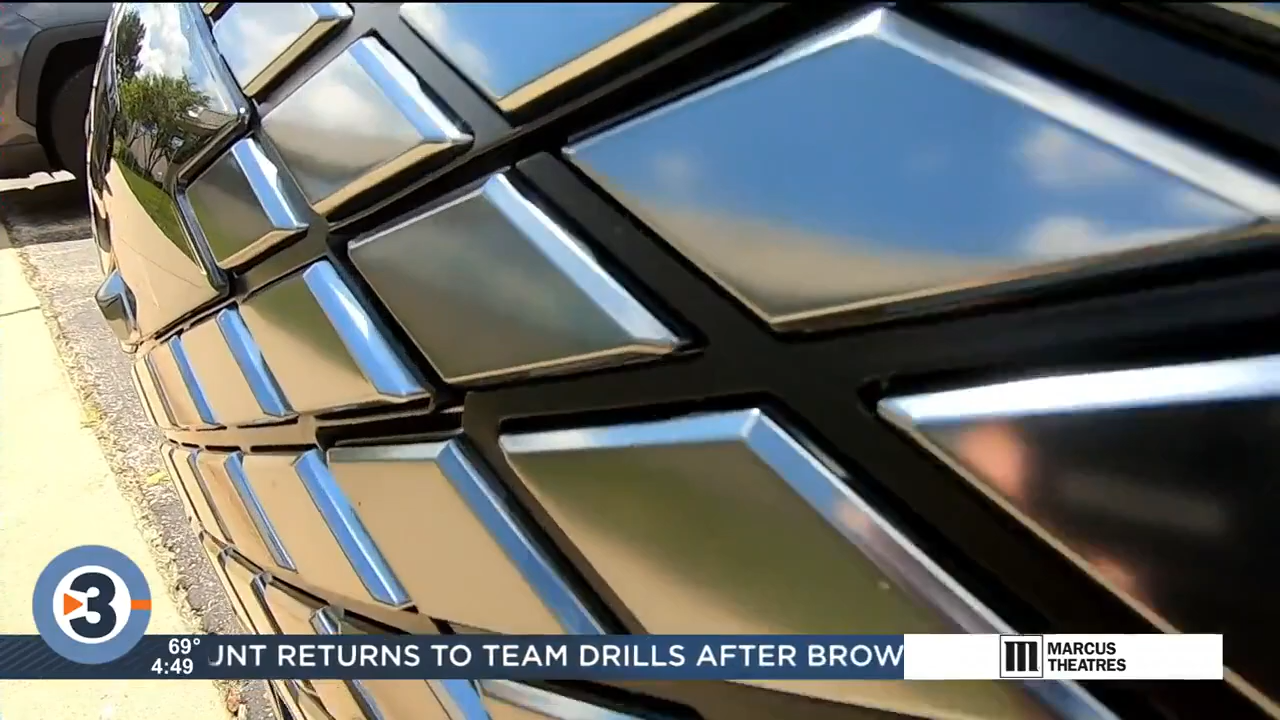 3
69°
4:49
UNT RETURNS TO TEAM DRILLS AFTER BROW
MARCUS
THEATRES